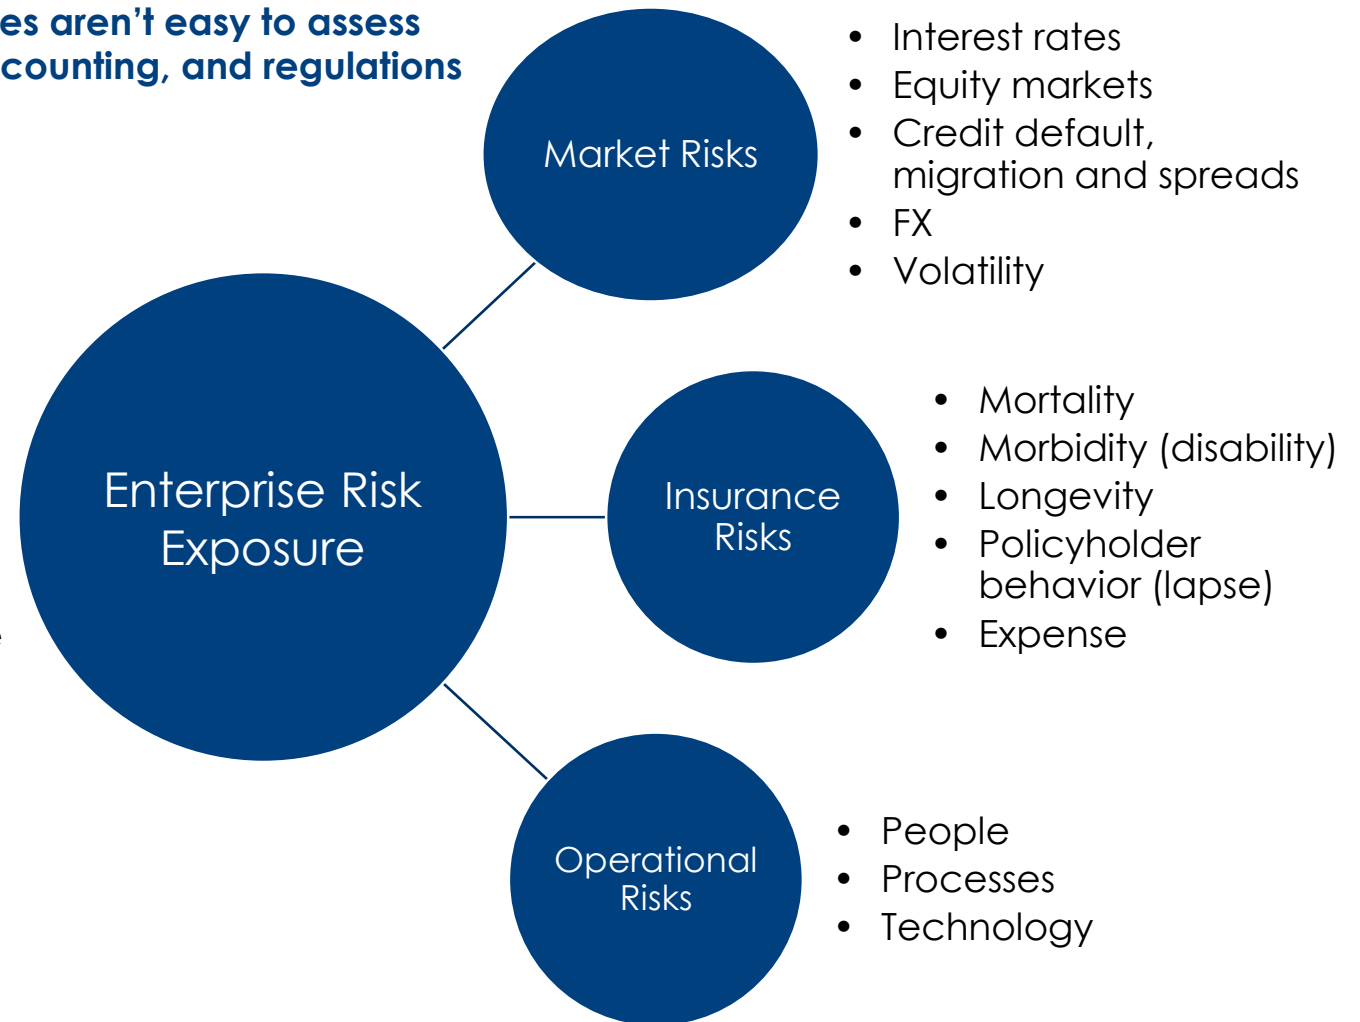 es aren’t easy to assess
counting, and regulations
Market Risks
• Interest rates
• Equity markets
• Credit default,
migration and spreads
• FX
• Volatility
Enterprise Risk
Exposure
Insurance
Risks
• Mortality
• Morbidity (disability)
• Longevity
• Policyholder
behavior (lapse)
• Expense
Operational
Risks
• People
• Processes
• Technology